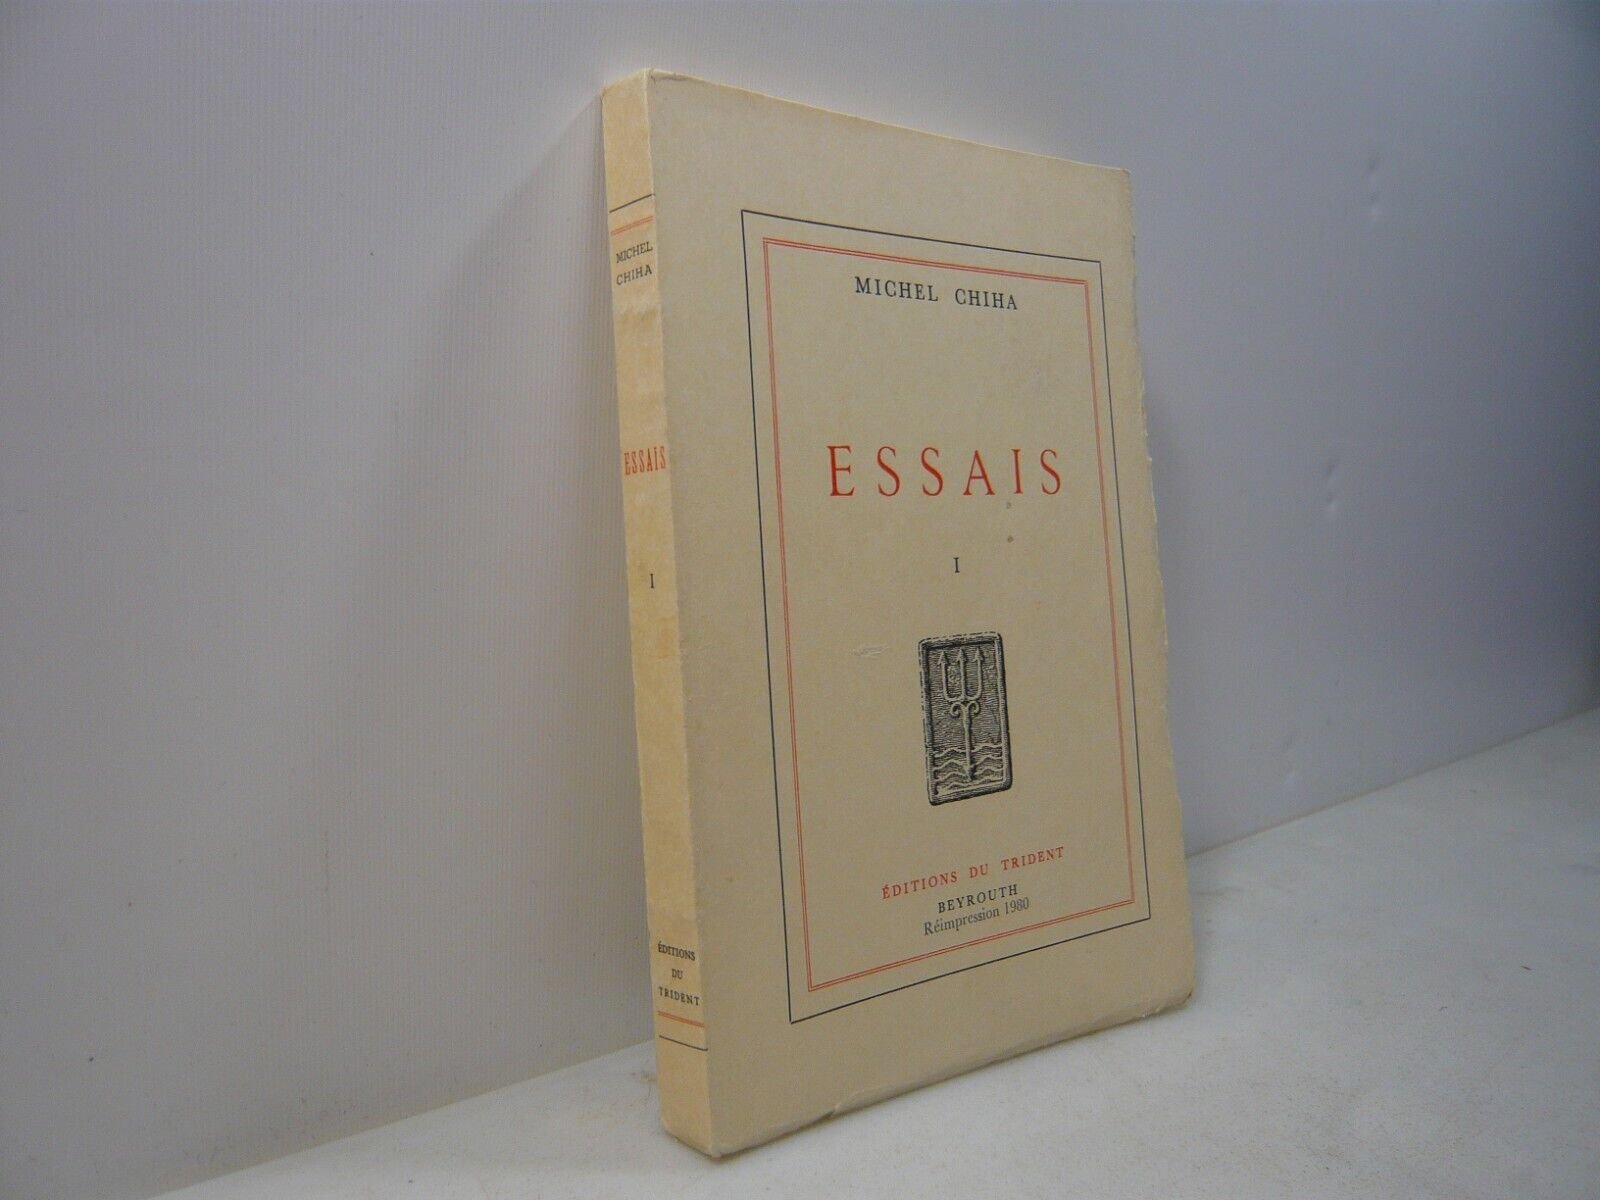 MICHEL
CHIHA
ESSAIS
I
ÉDITIONS
DU
TRIDENT
MICHEL CHIHA
ESSAIS
I
ÉDITIONS DU TRIDENT
BEYROUTH
Réimpression 1980